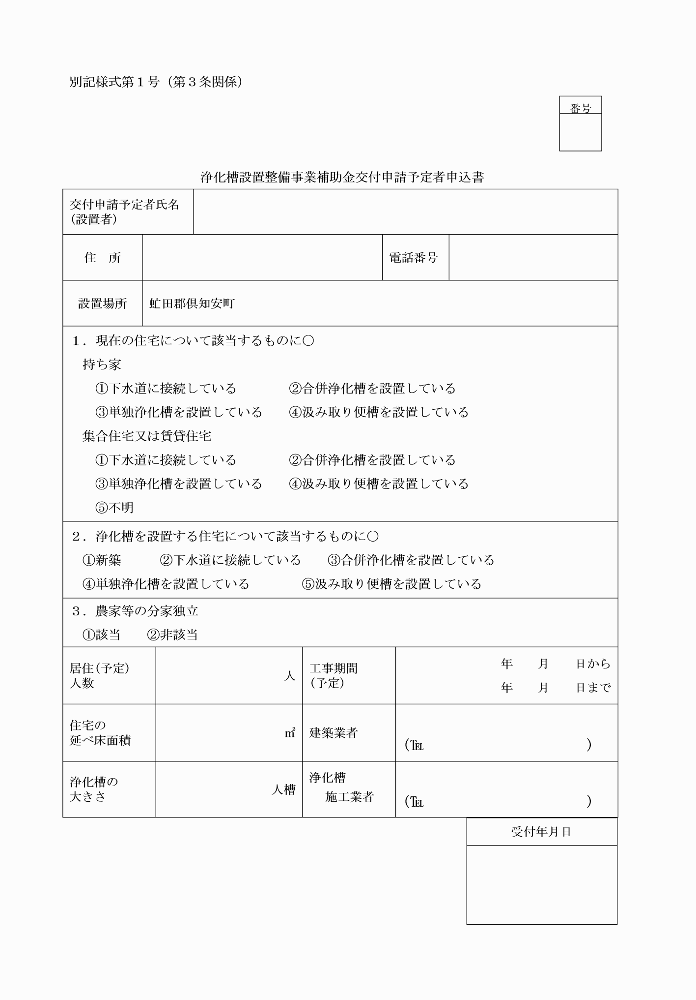 別記様式第１号（第３条関係）
番号
浄化槽設置整備事業補助金交付申請予定者申込書
交付申請予定者氏名
（設置者）
住　所
電話番号
設置場所
虻田郡倶知安町
１．現在の住宅について該当するものに〇
持ち家
①下水道に接続している　　　　②合併浄化槽を設置している
③単独浄化槽を設置している　　④汲み取り便槽を設置している
集合住宅又は賃貸住宅
①下水道に接続している　　　　②合併浄化槽を設置している
③単独浄化槽を設置している　　④汲み取り便槽を設置している
⑤不明
２．浄化槽を設置する住宅について該当するものに〇
①新築　　　②下水道に接続している　　③合併浄化槽を設置している
④単独浄化槽を設置している　　　　⑤汲み取り便槽を設置している
３．農家等の分家独立
①該当　　②非該当
居住（予定）
人数
人
工事期間
（予定）
年　　月　　日から
年　　月　　日まで
住宅の
延べ床面積
㎡
建築業者
（℡　　　　　　　　　　　　　）
浄化槽の
大きさ
人槽
浄化槽
施工業者
（℡　　　　　　　　　　　　　）
受付年月日